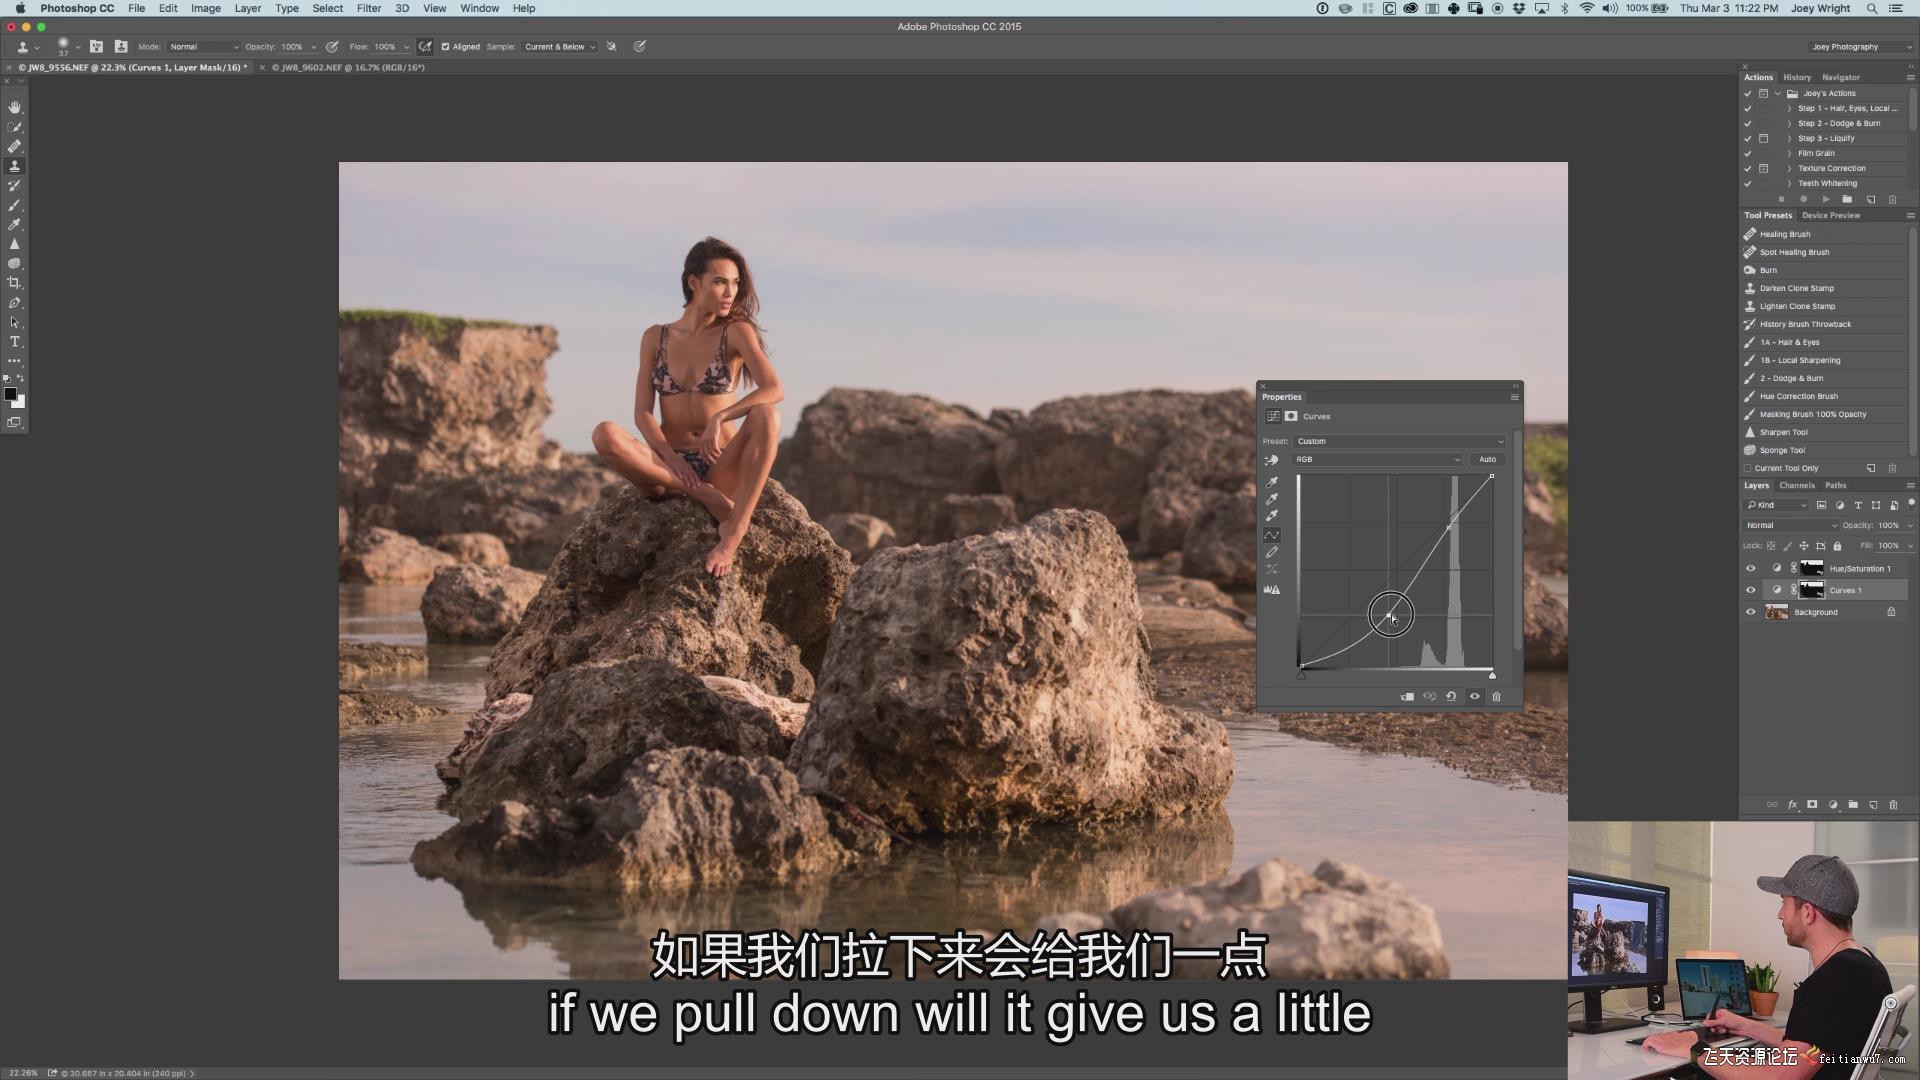 Photoshop CC File Edit Image Layer Type Select Filter 3D View Window Help 100% Thu Mar 3 11:22 PM Joey Wright
Adobe Photoshop CC 2015
37 Mode: Normal Opacity: 100% Flow: 100% Aligned Sample: Current & Below Joey Photography
© JW8_9556.NEF @ 22.3% (Curves 1, Layer Mask/16) * © JW8_9602.NEF @ 16.7% (RGB/16*)
Actions History Navigator
Joey's Actions
Step 1 - Hair, Eyes, Local ...
Step 2 - Dodge & Burn
Step 3 - Liquify
Film Grain
Texture Correction
Teeth Whitening
Tool Presets Device Preview
Healing Brush
Spot Healing Brush
Burn
Darken Clone Stamp
Lighten Clone Stamp
History Brush Throwback
1A - Hair & Eyes
1B - Local Sharpening
2 - Dodge & Burn
Hue Correction Brush
Masking Brush 100% Opacity
Sharpen Tool
Sponge Tool
Current Tool Only
Layers Channels Paths
Kind
Normal Opacity: 100%
Lock: Fill: 100%
Hue/Saturation 1
Curves 1
Background
Properties
Curves
Preset: Custom
RGB Auto
如果我们拉下来会给我们一点
if we pull down will it give us a little
飞天资源论坛 feitianwu7.com
22.26% © 30.667 in x 20.404 in (240 ppi)